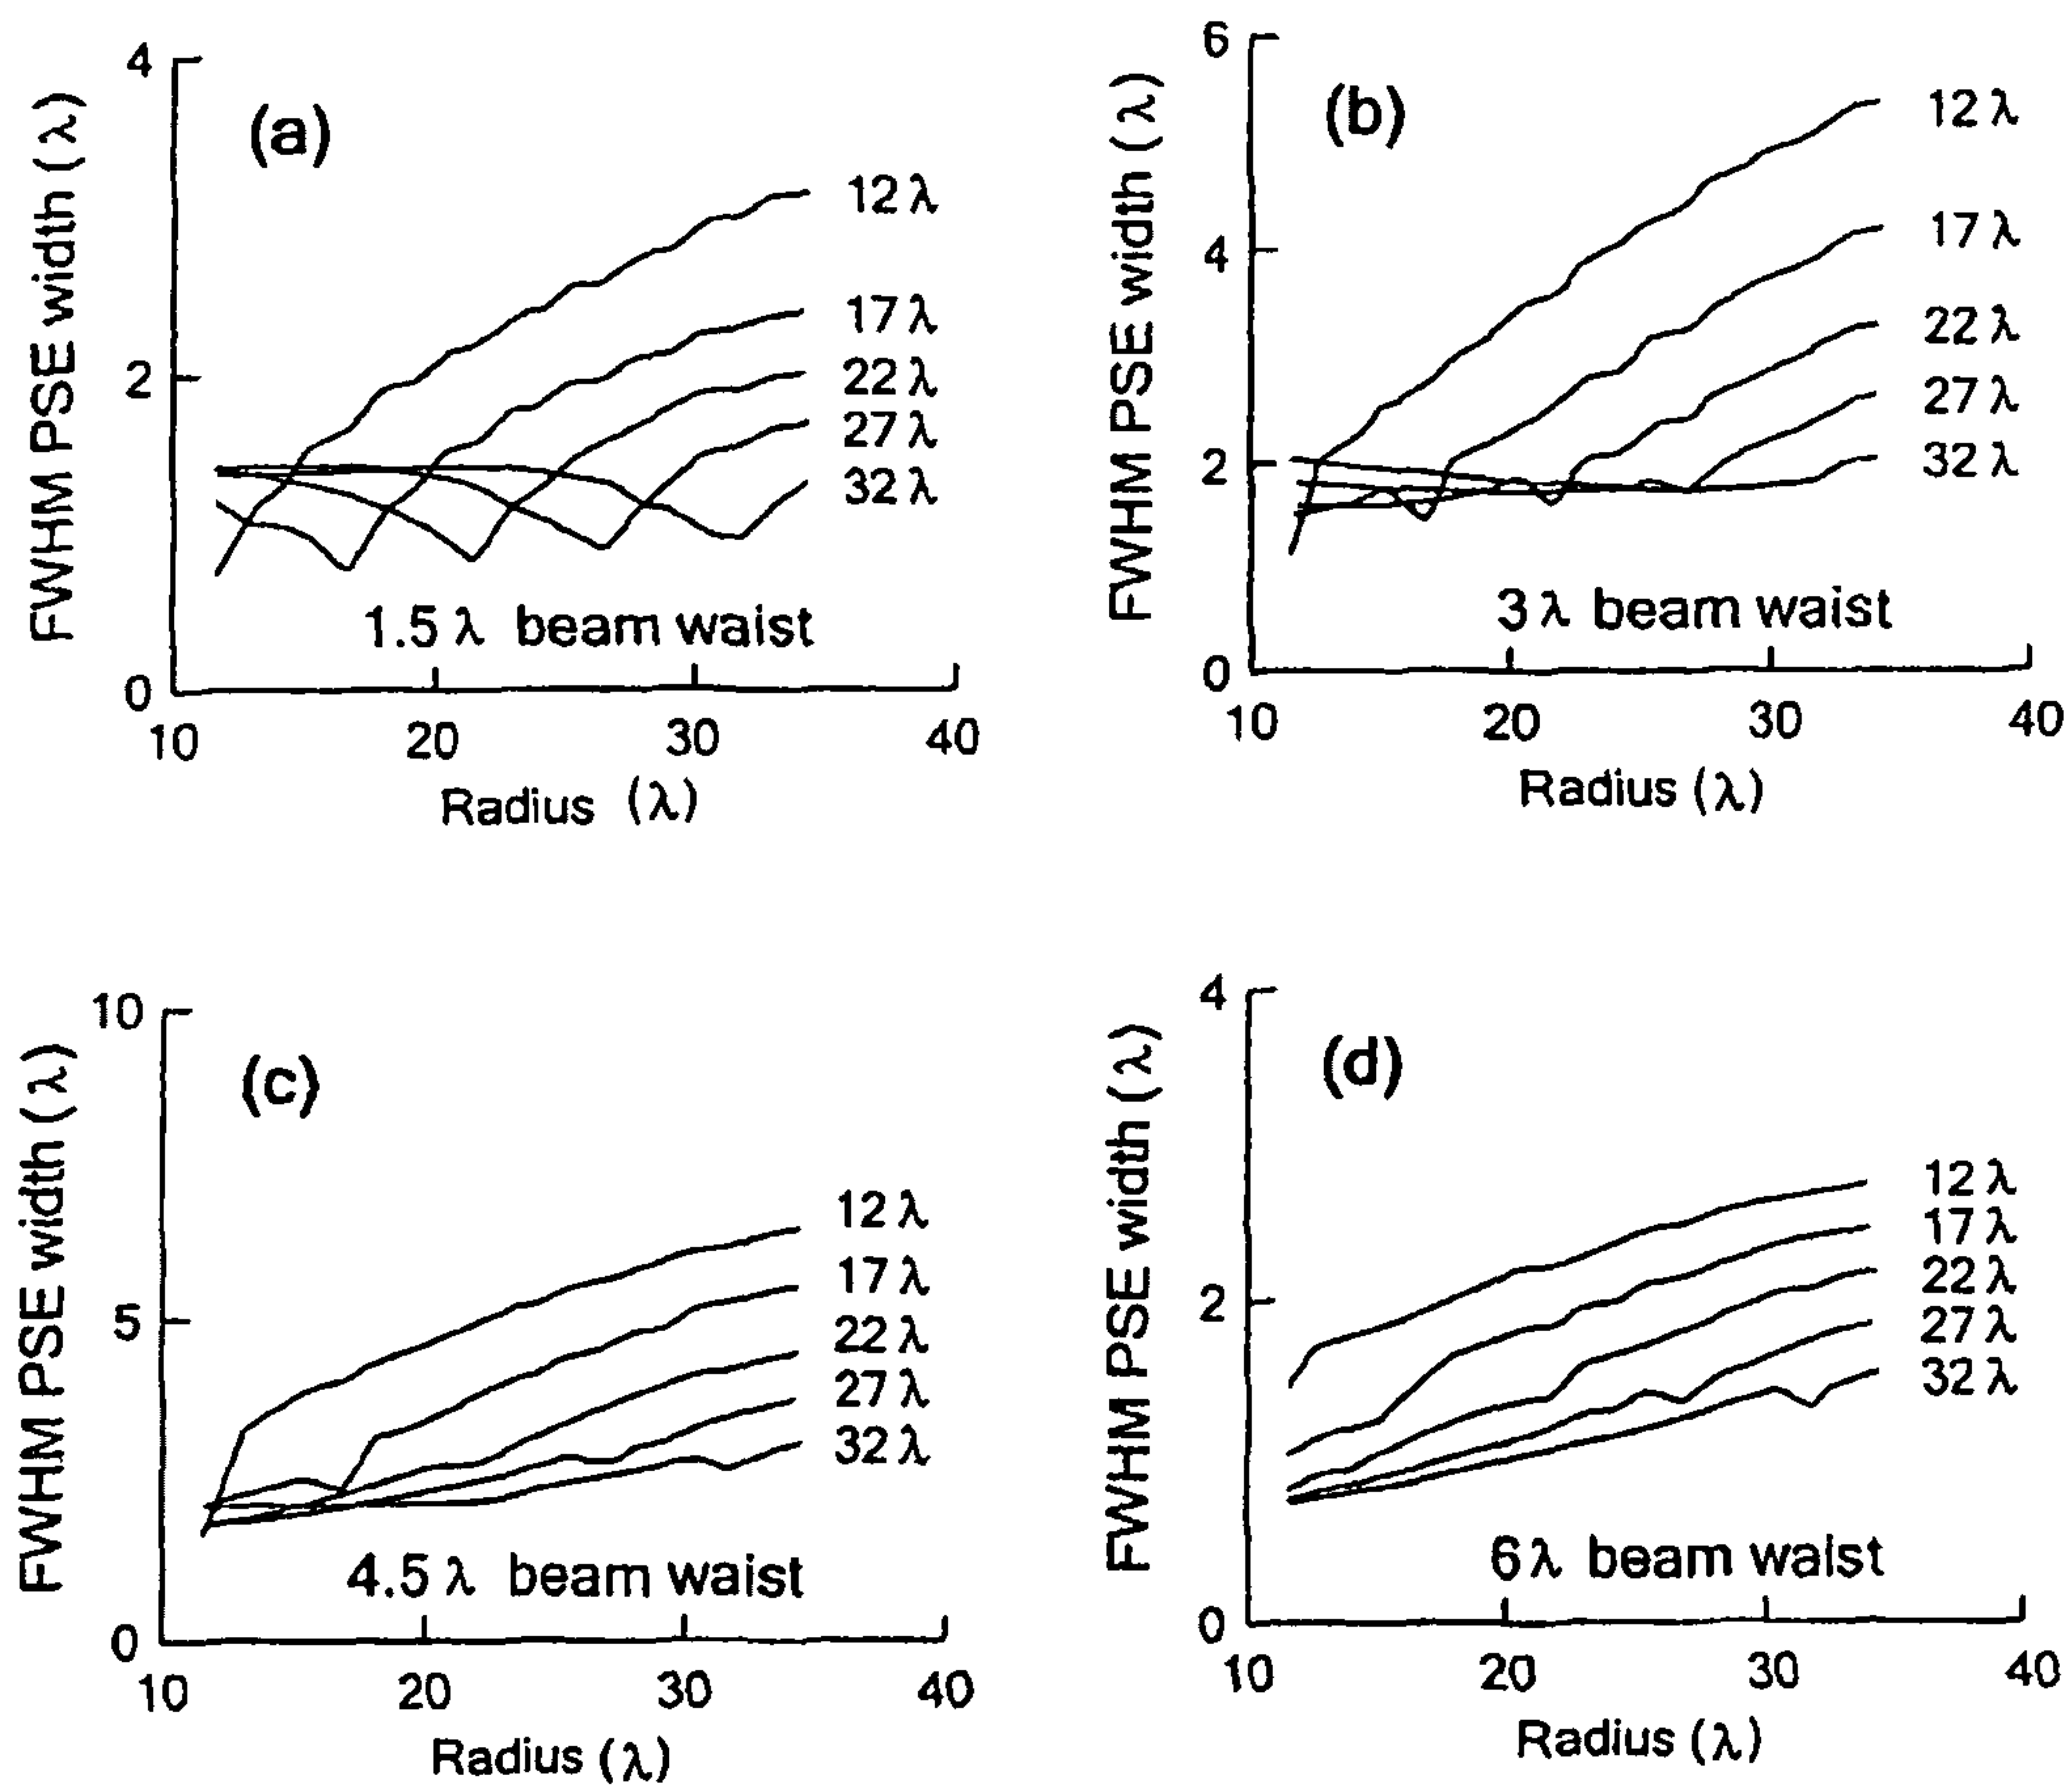 FWHM PSE width (λ)
4
2
0
(a)
12 λ
17 λ
22 λ
27 λ
32 λ
1.5 λ beam waist
10 20 30 40
Radius (λ)
FWHM PSE width (λ)
6
4
2
0
(b)
12 λ
17 λ
22 λ
27 λ
32 λ
3 λ beam waist
10 20 30 40
Radius (λ)
FWHM PSE width (λ)
10
5
0
(c)
12 λ
17 λ
22 λ
27 λ
32 λ
4.5 λ beam waist
10 20 30 40
Radius (λ)
FWHM PSE width (λ)
4
2
0
(d)
12 λ
17 λ
22 λ
27 λ
32 λ
6 λ beam waist
10 20 30 40
Radius (λ)